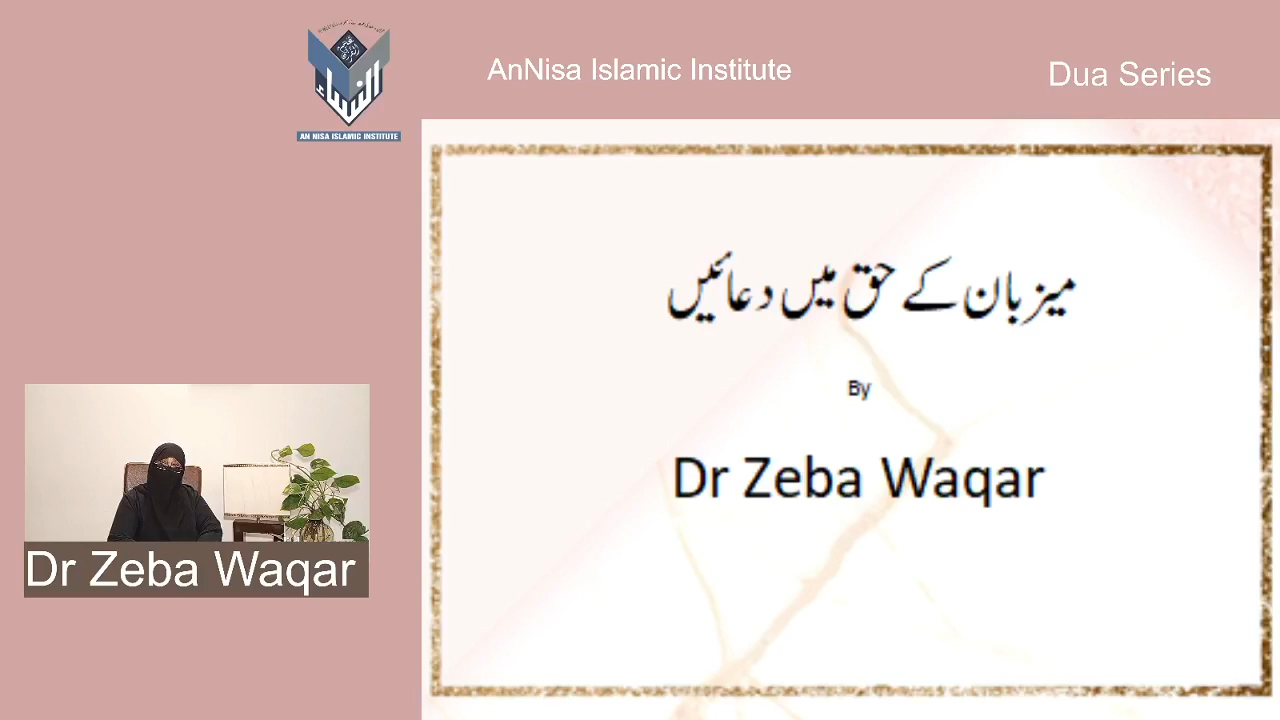 AnNisa Islamic Institute
Dua Series
النساء
AN NISA ISLAMIC INSTITUTE
میزبان کے حق میں دعائیں
By
Dr Zeba Waqar
Dr Zeba Waqar